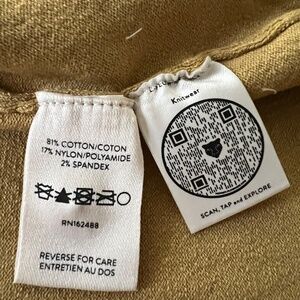 81% COTTON/COTON
17% NYLON/POLYAMIDE
2% SPANDEX
RN162488
REVERSE FOR CARE
ENTRETIEN AU DOS
Knitwear
SCAN, TAP and EXPLORE